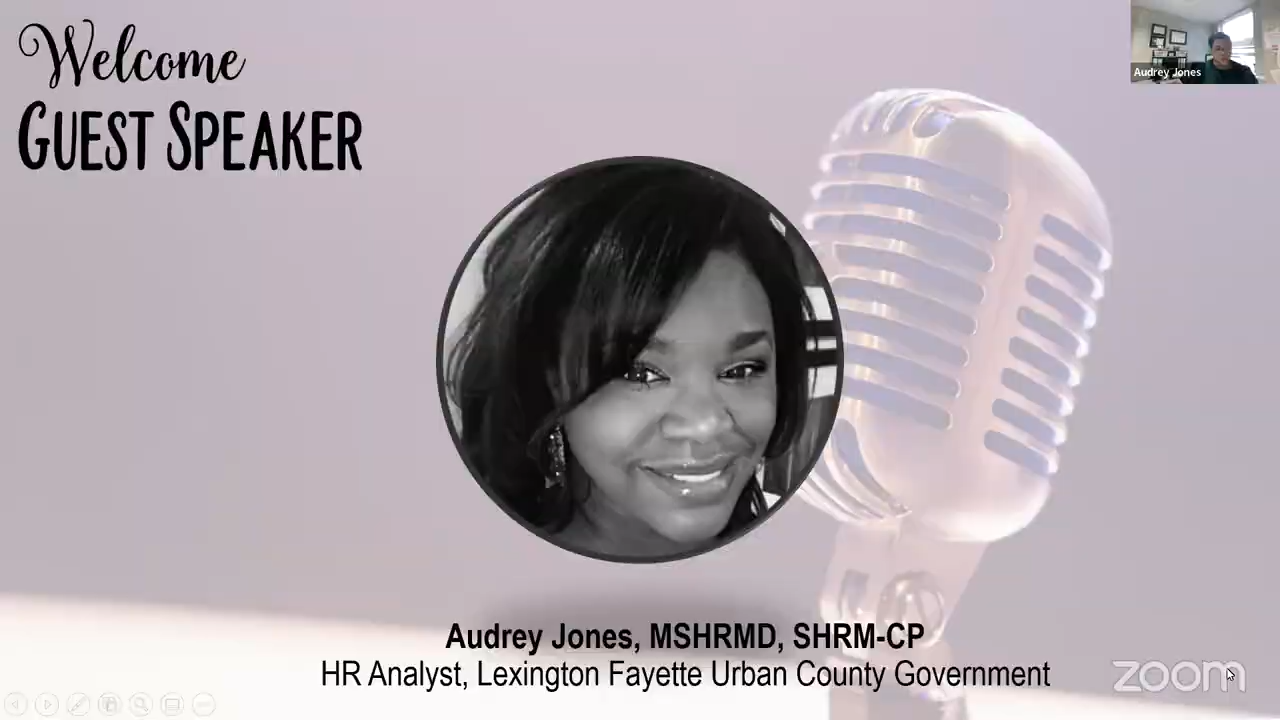 Welcome
GUEST SPEAKER
Audrey Jones
Audrey Jones, MSHRMD, SHRM-CP
HR Analyst, Lexington Fayette Urban County Government
zoom